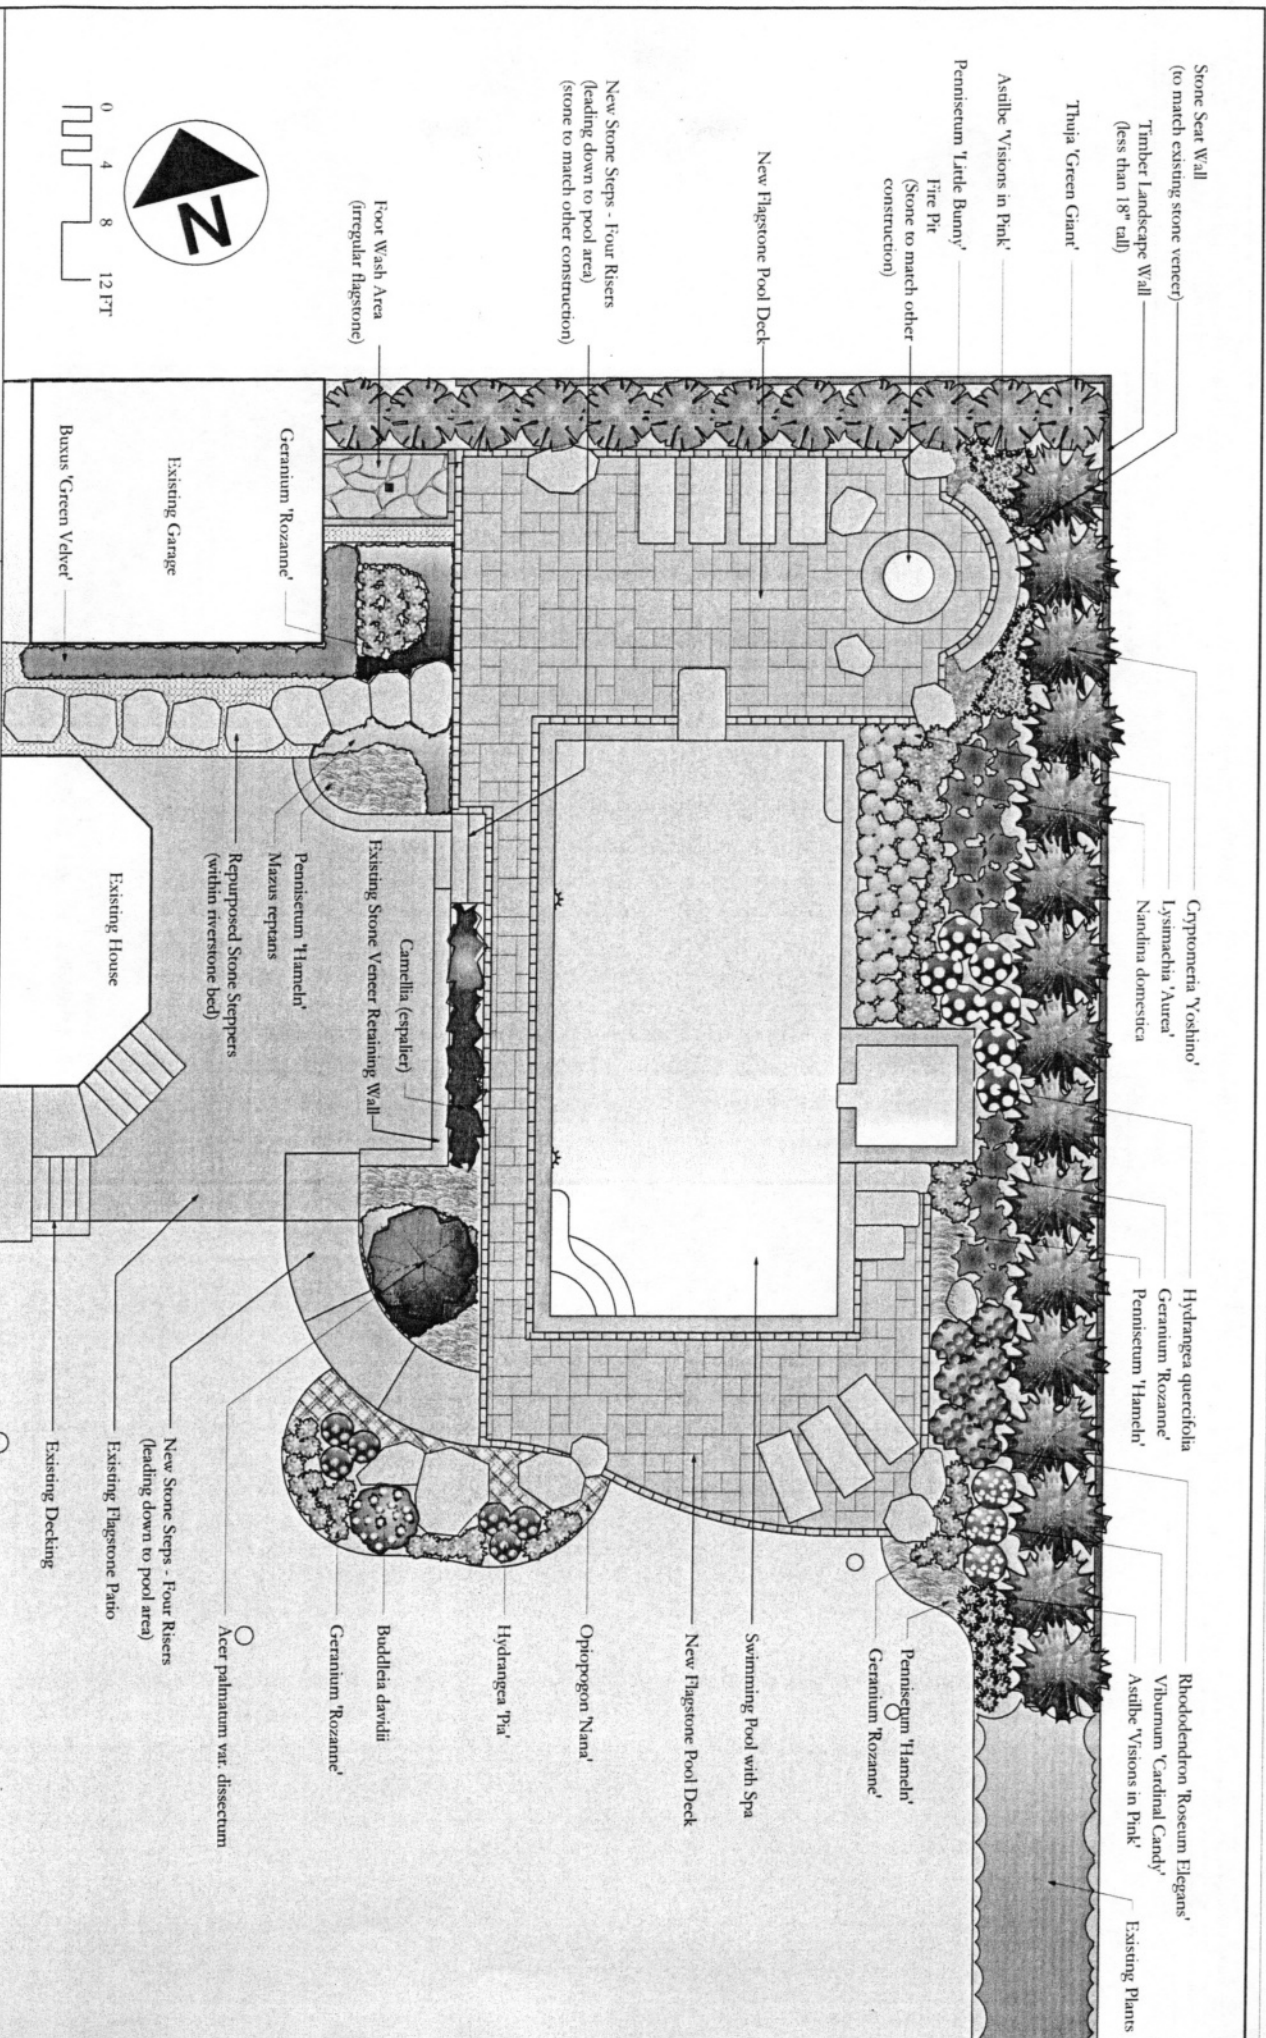 Stone Seat Wall
(to match existing stone veneer)
Timber Landscape Wall
(less than 18" tall)
Thuja 'Green Giant'
Astilbe 'Visions in Pink'
Pennisetum 'Little Bunny'
Fire Pit
(Stone to match other
construction)
New Flagstone Pool Deck
New Stone Steps - Four Risers
(leading down to pool area)
(stone to match other construction)
Foot Wash Area
(irregular flagstone)
N
0 4 8 12 FT
Cryptomeria 'Yoshino'
Lysimachia 'Aurea'
Nandina domestica
Hydrangea quercifolia
Geranium 'Rozanne'
Pennisetum 'Hameln'
Rhododendron 'Roseum Elegans'
Viburnum 'Cardinal Candy'
Astilbe 'Visions in Pink'
Existing Plants
Geranium 'Rozanne'
Existing Garage
Buxus 'Green Velvet'
Camellia (espalier)
Existing Stone Veneer Retaining Wall
Pennisetum 'Hameln'
Mazus reptans
Repurposed Stone Steppers
(within riverstone bed)
Existing House
Pennisetum 'Hameln'
Geranium 'Rozanne'
Swimming Pool with Spa
New Flagstone Pool Deck
Opiopogon 'Nana'
Hydrangea 'Pia'
Buddleia davidii
Geranium 'Rozanne'
Acer palmatum var. dissectum
New Stone Steps - Four Risers
(leading down to pool area)
Existing Flagstone Patio
Existing Decking